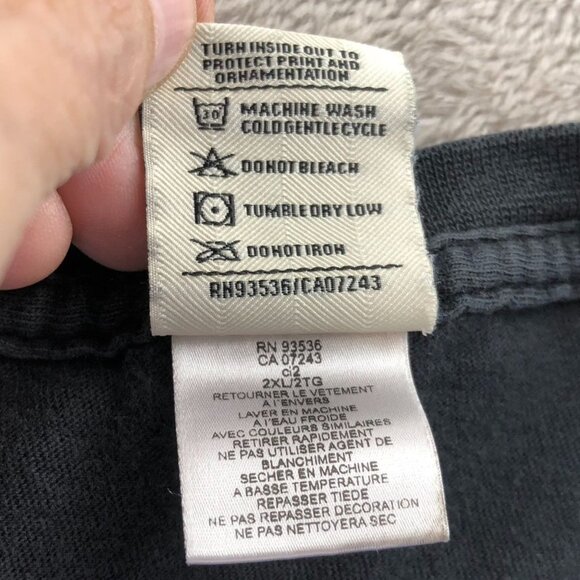 TURN INSIDE OUT TO
PROTECT PRINT AND
ORNAMENTATION
30°
MACHINE WASH
COLD GENTLE CYCLE
DO NOT BLEACH
TUMBLE DRY LOW
DO NOT IRON
RN93536/CA07243
RN 93536
CA 07243
ci2
2XL/2TG
RETOURNER LE VETEMENT
A l'ENVERS
LAVER EN MACHINE
A l'EAU FROIDE
AVEC COULEURS SIMILAIRES
RETIRER RAPIDEMENT
NE PAS UTILISER AGENT DE
BLANCHIMENT
SECHER EN MACHINE
A BASSE TEMPERATURE
REPASSER TIEDE
NE PAS REPASSER DECORATION
NE PAS NETTOYERA SEC